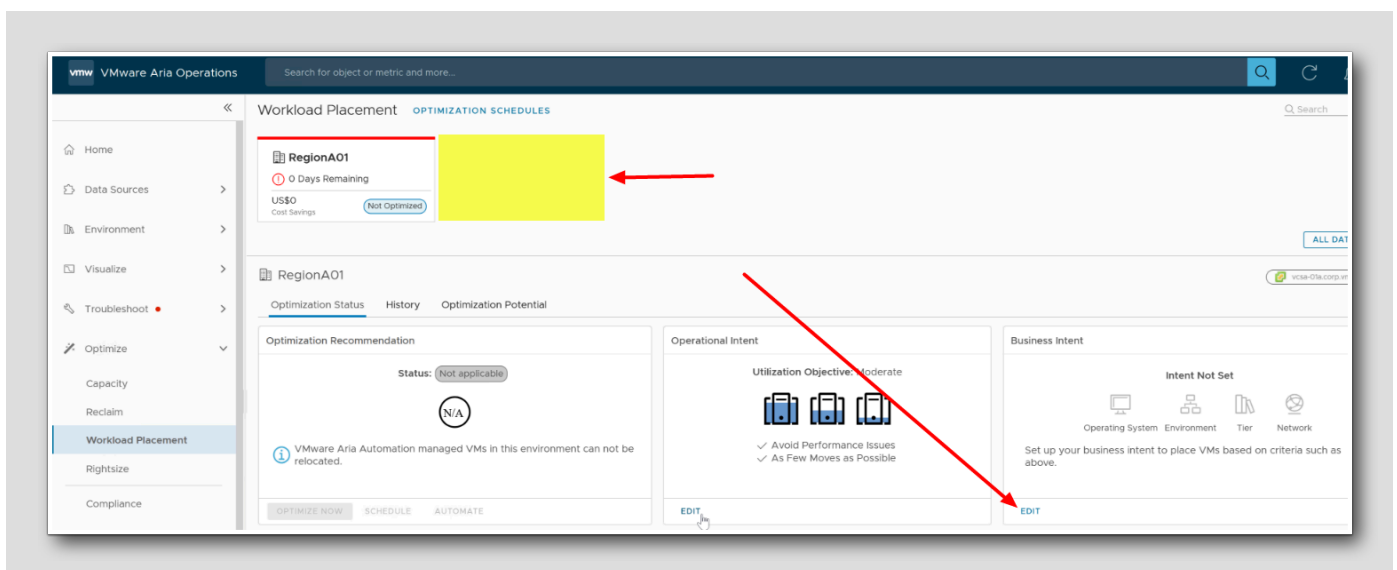 vmw VMware Aria Operations
Search for object or metric and more...
Workload Placement OPTIMIZATION SCHEDULES
Search
Home
Data Sources
Environment
Visualize
Troubleshoot
Optimize
Capacity
Reclaim
Workload Placement
Rightsize
Compliance
RegionA01
0 Days Remaining
US$0
Cost Savings
Not Optimized
ALL DAT
RegionA01
vcsa-01a.corp.vm
Optimization Status History Optimization Potential
Optimization Recommendation
Status: Not applicable
N/A
VMware Aria Automation managed VMs in this environment can not be
relocated.
OPTIMIZE NOW SCHEDULE AUTOMATE
Operational Intent
Utilization Objective: Moderate
Avoid Performance Issues
As Few Moves as Possible
EDIT
Business Intent
Intent Not Set
Operating System Environment Tier Network
Set up your business intent to place VMs based on criteria such as
above.
EDIT